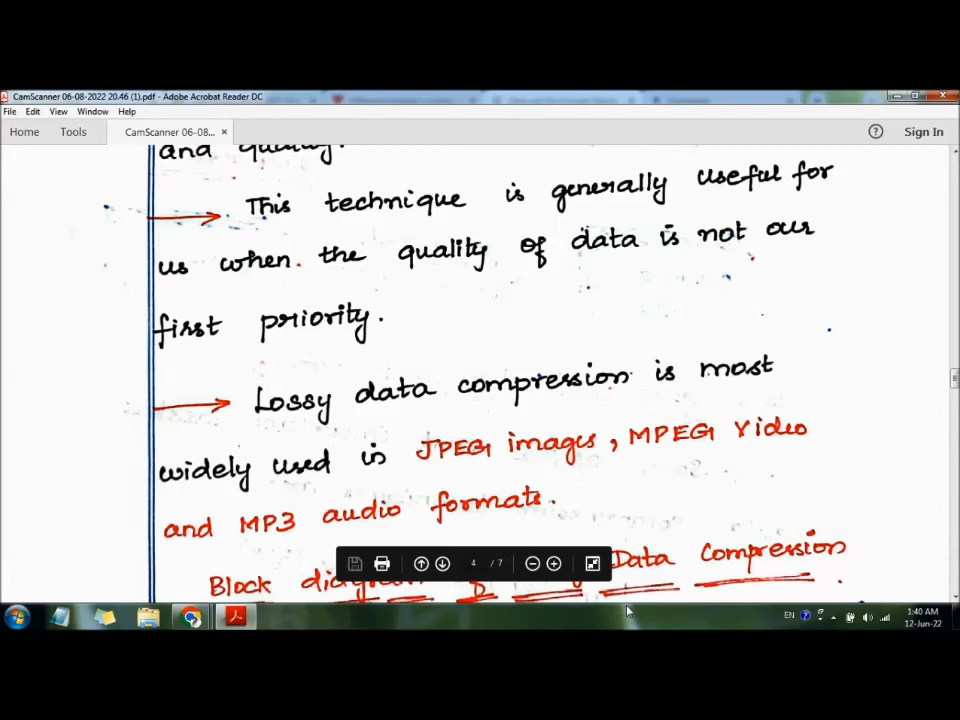 CamScanner 06-08-2022 20.46 (1).pdf - Adobe Acrobat Reader DC
File Edit View Window Help
Home Tools CamScanner 06-08... × Sign In
and quality.
This technique is generally useful for
us when the quality of data is not our
first priority.
Lossy data compression is most
widely used in JPEG images, MPEG Video
and MP3 audio formats.
4 / 7
Block diagram Data Compression.
EN 1:40 AM
12-Jun-22